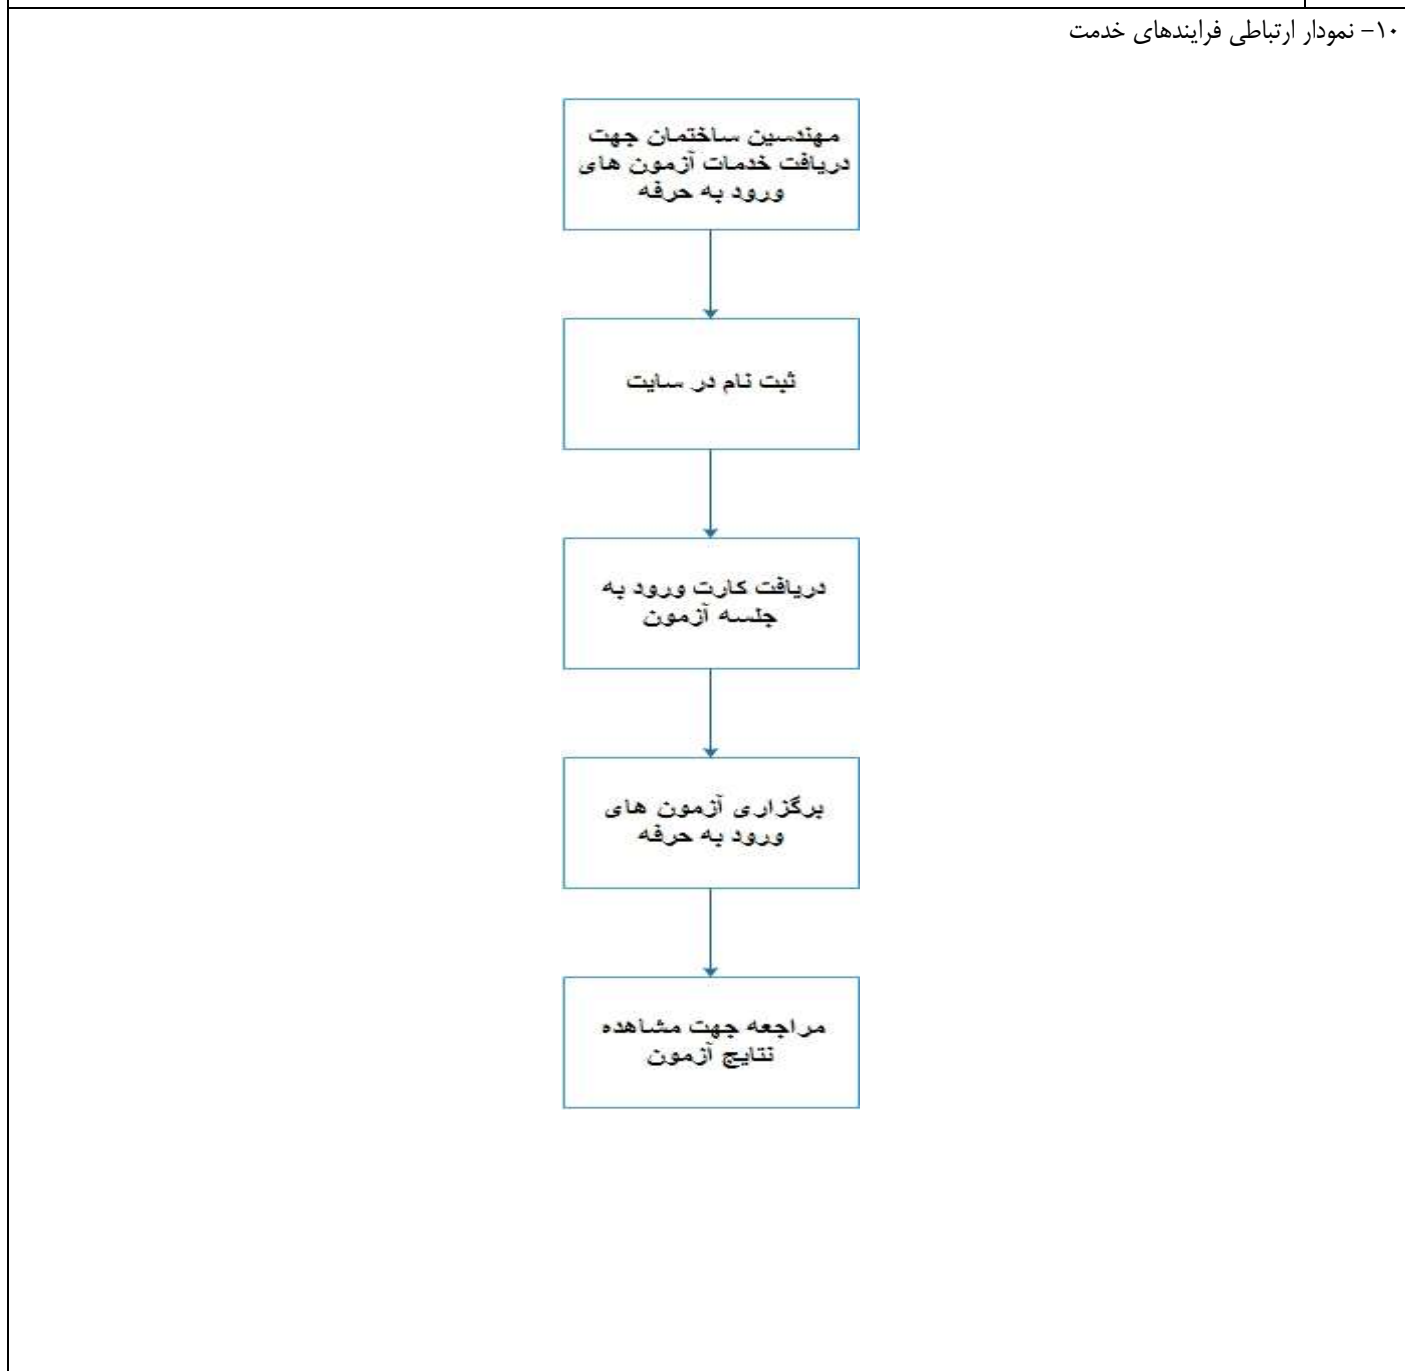 ۱۰- نمودار ارتباطی فرایندهای خدمت
مهندسین ساختمان جهت
دریافت خدمات آزمون های
ورود به حرفه
ثبت نام در سایت
دریافت کارت ورود به
جلسه آزمون
برگزاری آزمون های
ورود به حرفه
مراجعه جهت مشاهده
نتایج آزمون